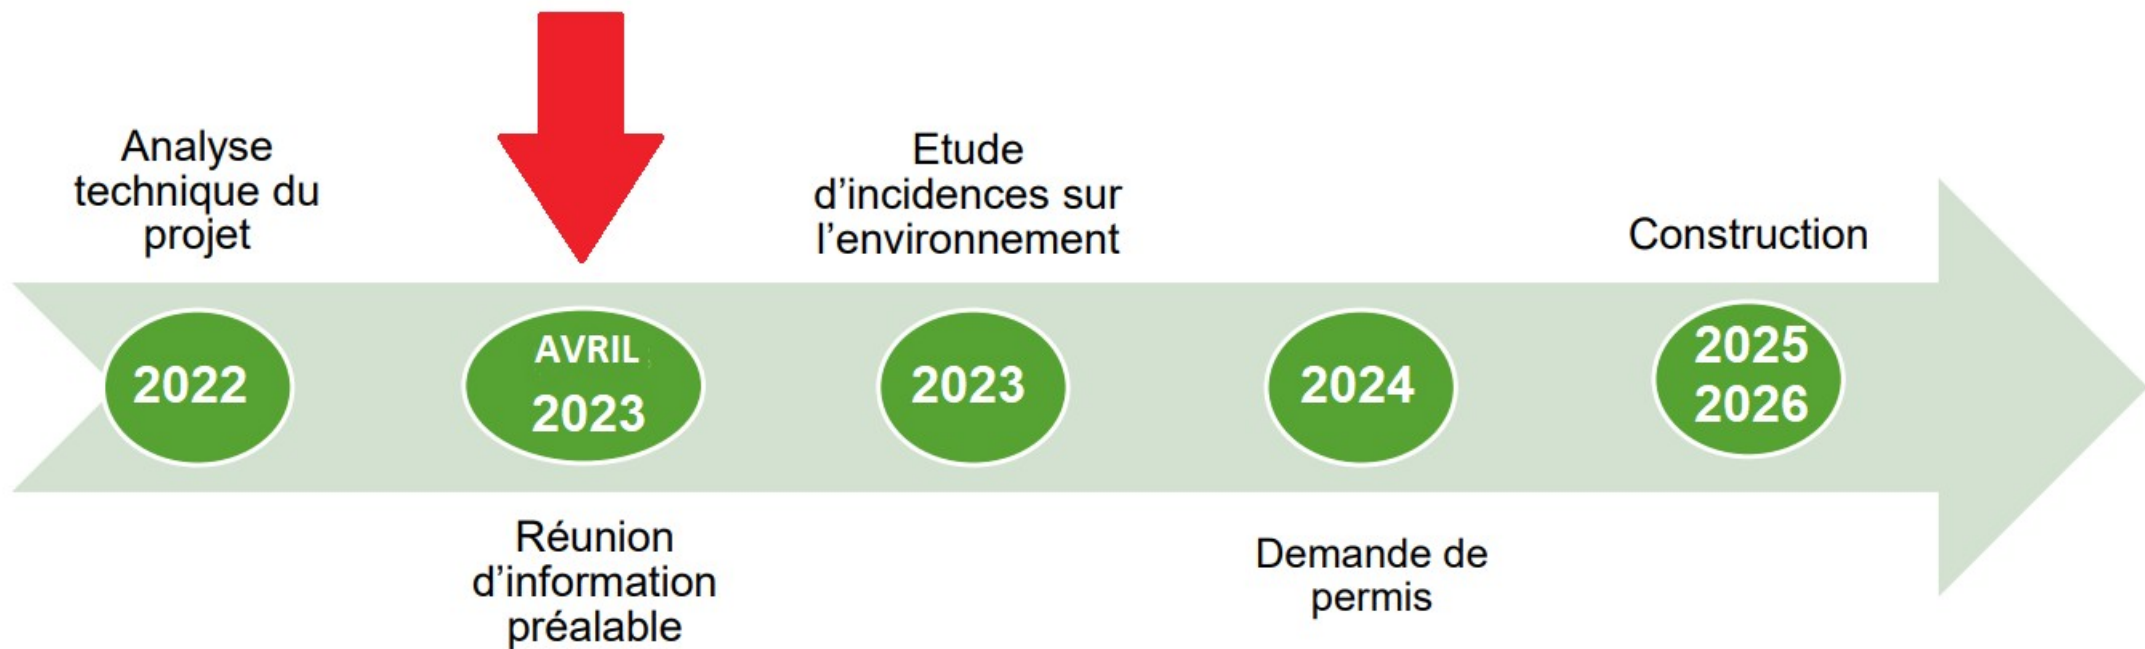 Analyse
technique du
projet
2022
AVRIL
2023
Réunion
d'information
préalable
Etude
d'incidences sur
l'environnement
2023
2024
Demande de
permis
Construction
2025
2026